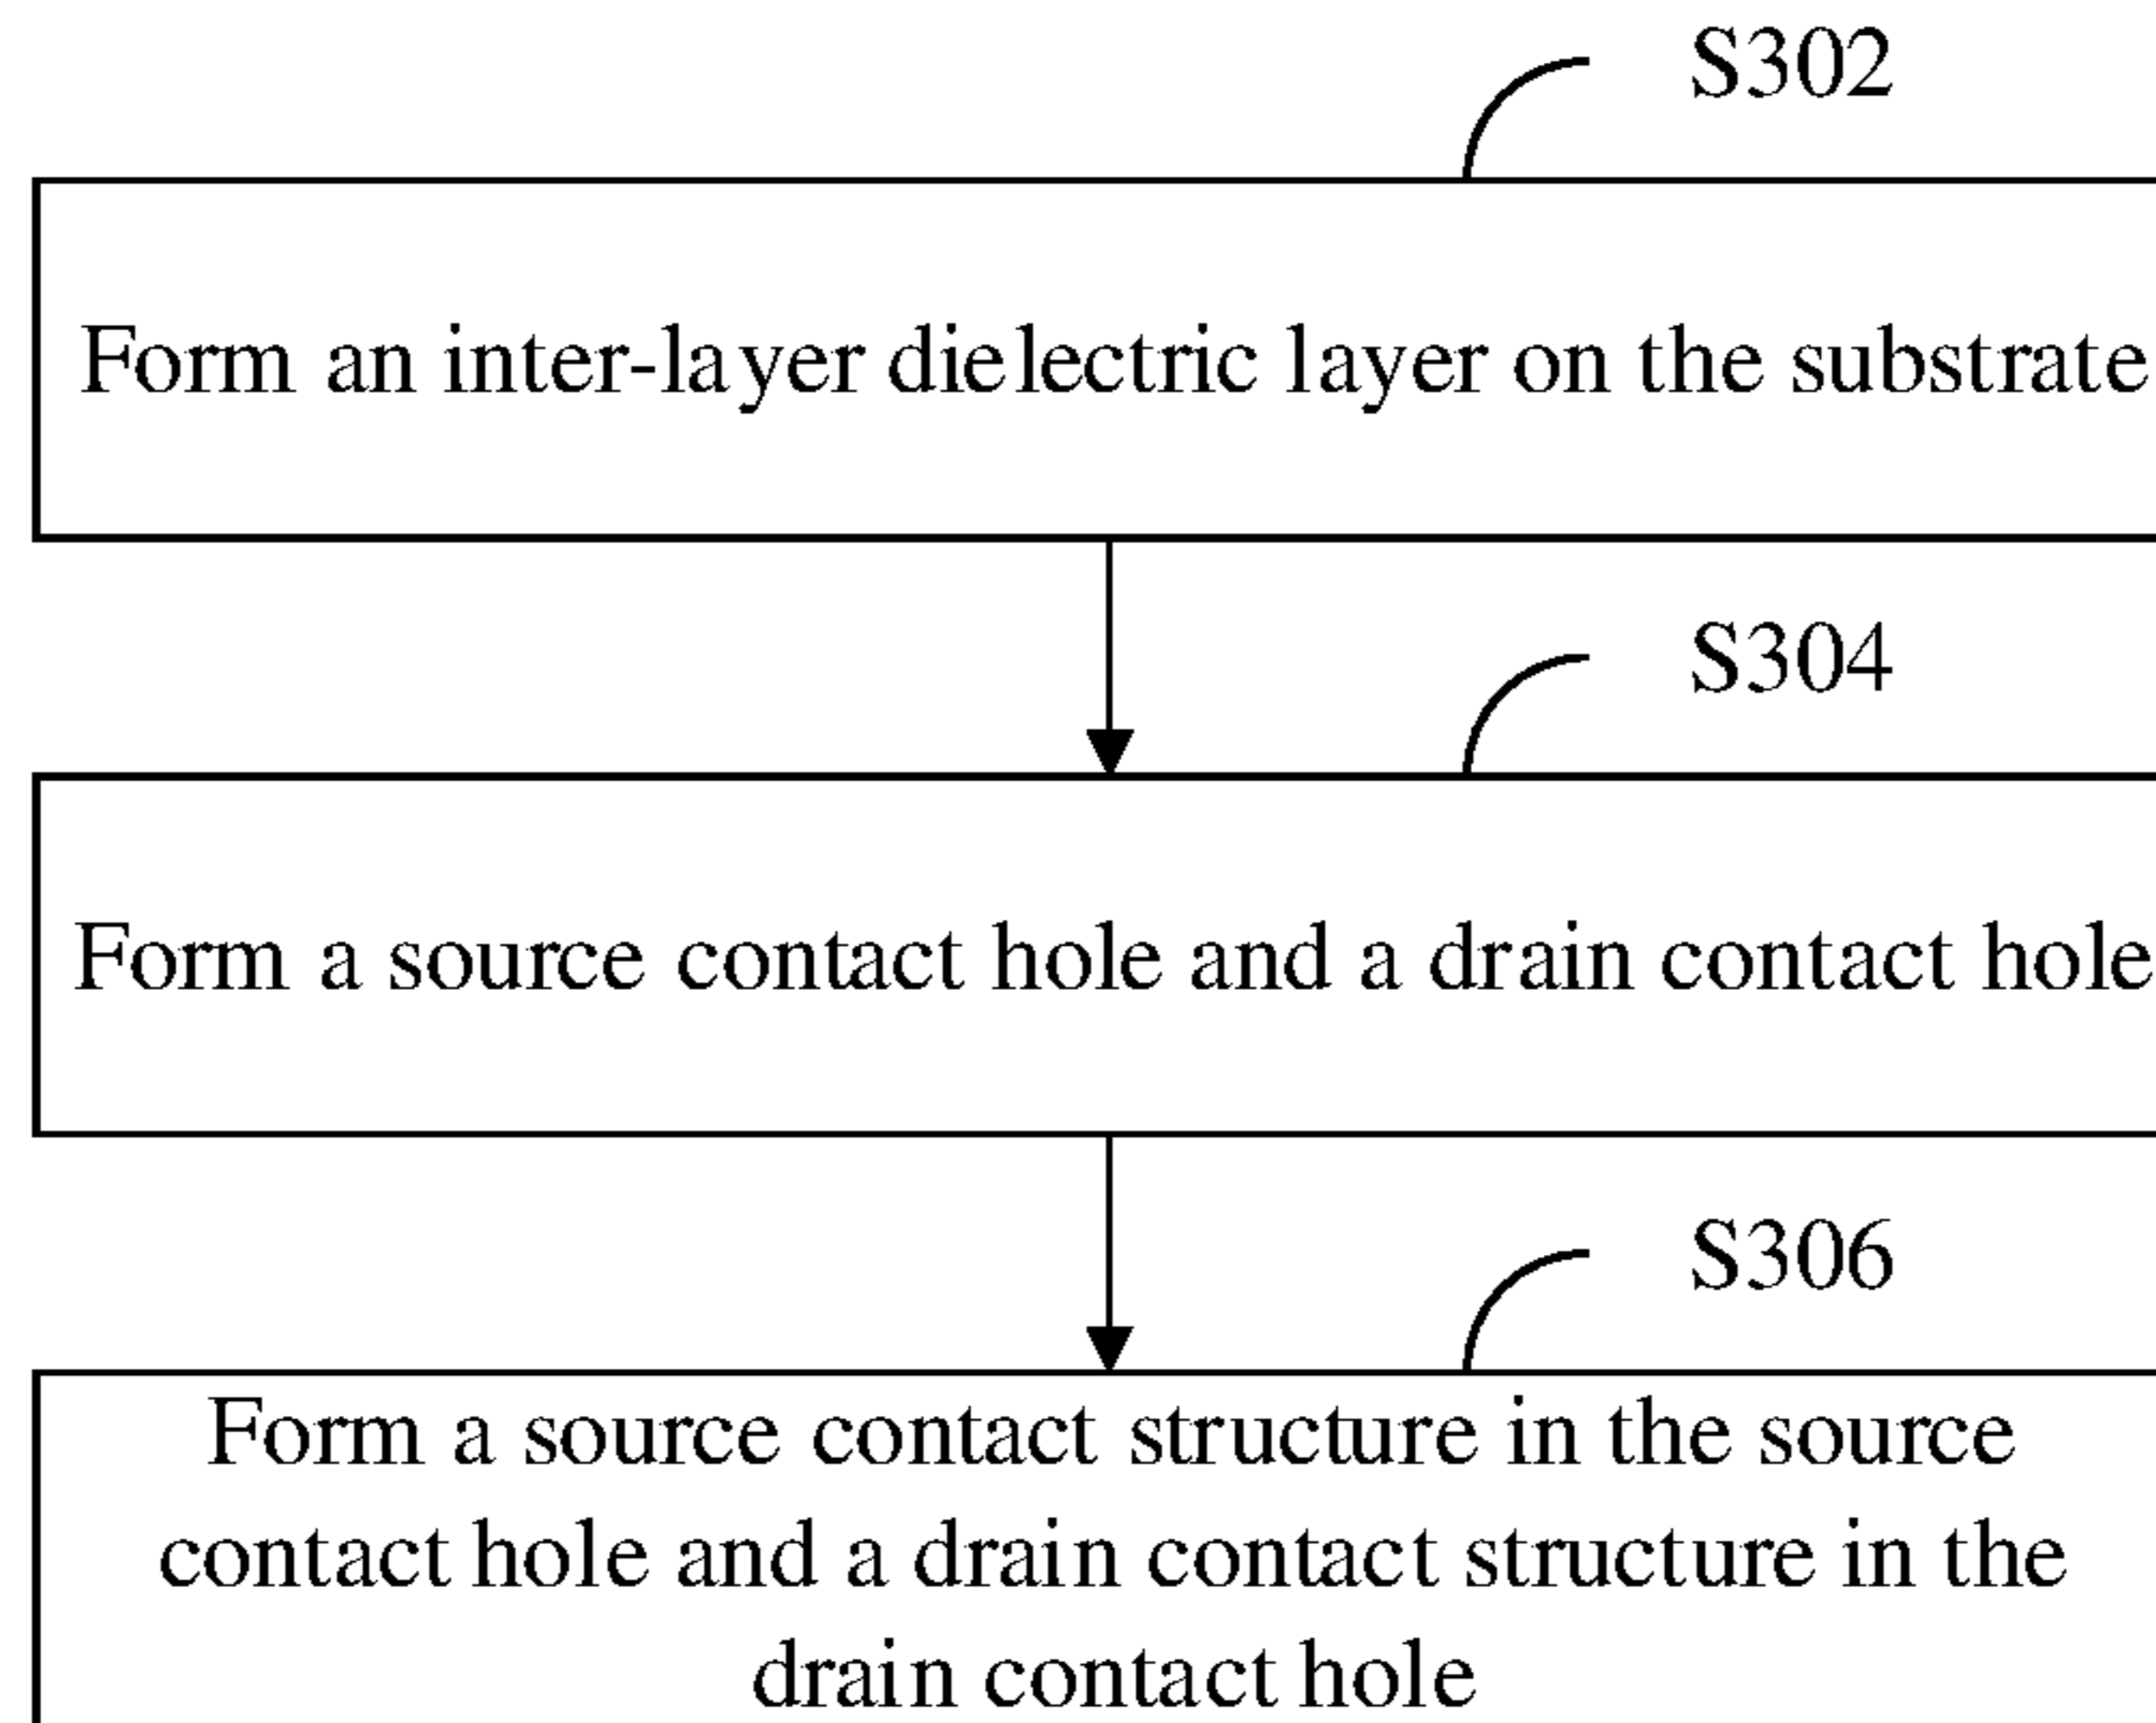 S302
Form an inter-layer dielectric layer on the substrate
S304
Form a source contact hole and a drain contact hole
S306
Form a source contact structure in the source
contact hole and a drain contact structure in the
drain contact hole